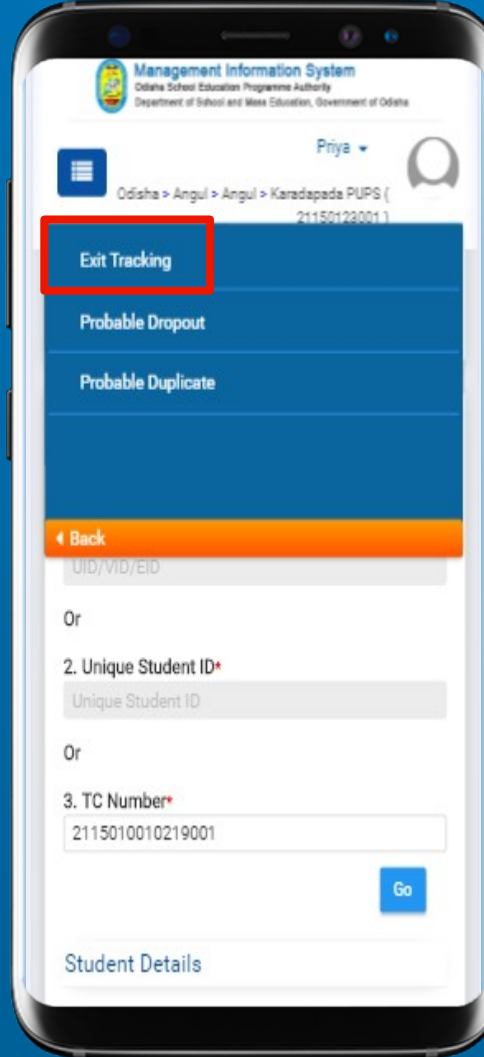 Management Information System
Odisha School Education Programme Authority
Department of School and Mass Education, Government of Odisha
Priya
Odisha > Angul > Angul > Karadapada PUPS (
21150123001 )
Exit Tracking
Probable Dropout
Probable Duplicate
Back
UID/VID/EID
Or
2. Unique Student ID*
Unique Student ID
Or
3. TC Number*
2115010010219001
Go
Student Details